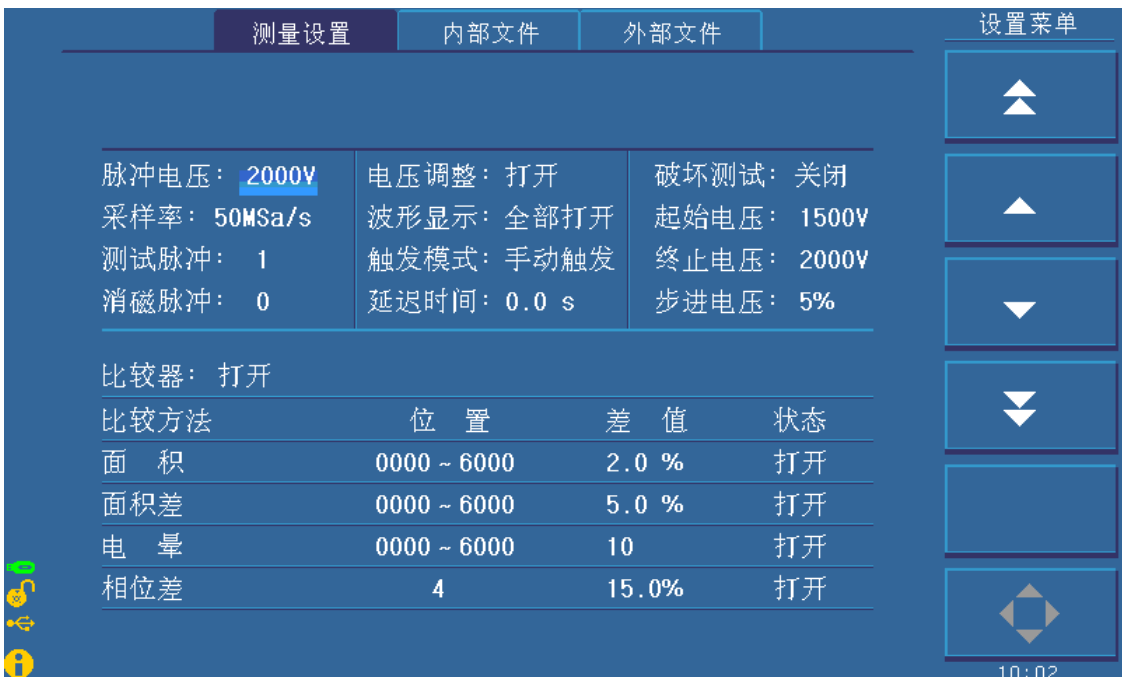 测量设置 内部文件 外部文件 设置菜单
脉冲电压: 2000V 电压调整: 打开 破坏测试: 关闭
采样率: 50MSa/s 波形显示: 全部打开 起始电压: 1500V
测试脉冲: 1 触发模式: 手动触发 终止电压: 2000V
消磁脉冲: 0 延迟时间: 0.0 s 步进电压: 5%
比较器: 打开
比较方法 位 置 差 值 状态
面 积 0000 ~ 6000 2.0 % 打开
面积差 0000 ~ 6000 5.0 % 打开
电 晕 0000 ~ 6000 10 打开
相位差 4 15.0% 打开
10:02